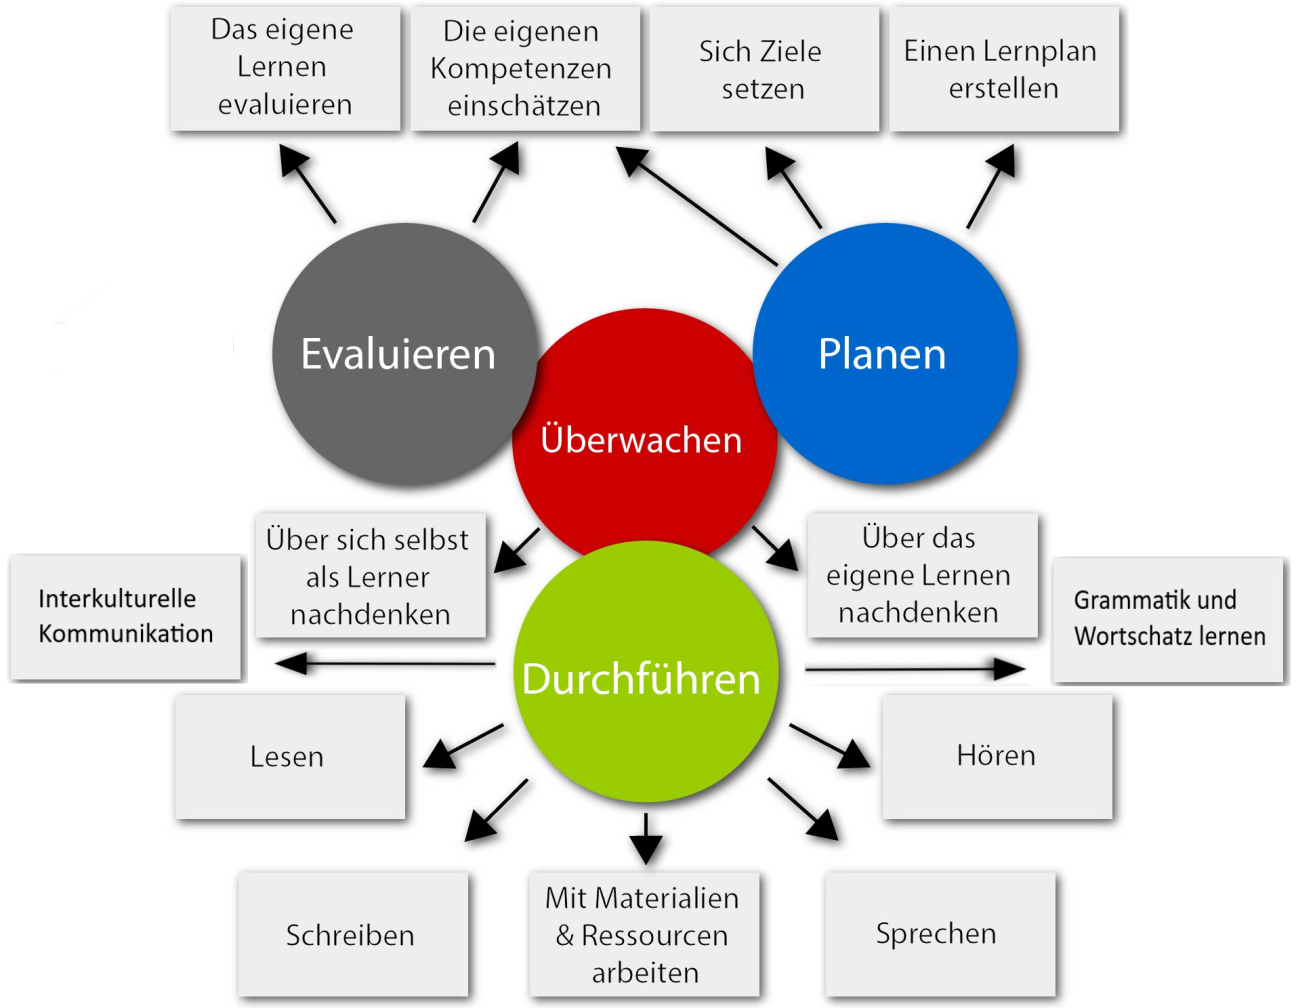 Das eigene
Lernen
evaluieren
Die eigenen
Kompetenzen
einschätzen
Sich Ziele
setzen
Einen Lernplan
erstellen
Evaluieren
Planen
Überwachen
Über sich selbst
als Lerner
nachdenken
Über das
eigene Lernen
nachdenken
Interkulturelle
Kommunikation
Grammatik und
Wortschatz lernen
Durchführen
Lesen
Hören
Schreiben
Mit Materialien
& Ressourcen
arbeiten
Sprechen